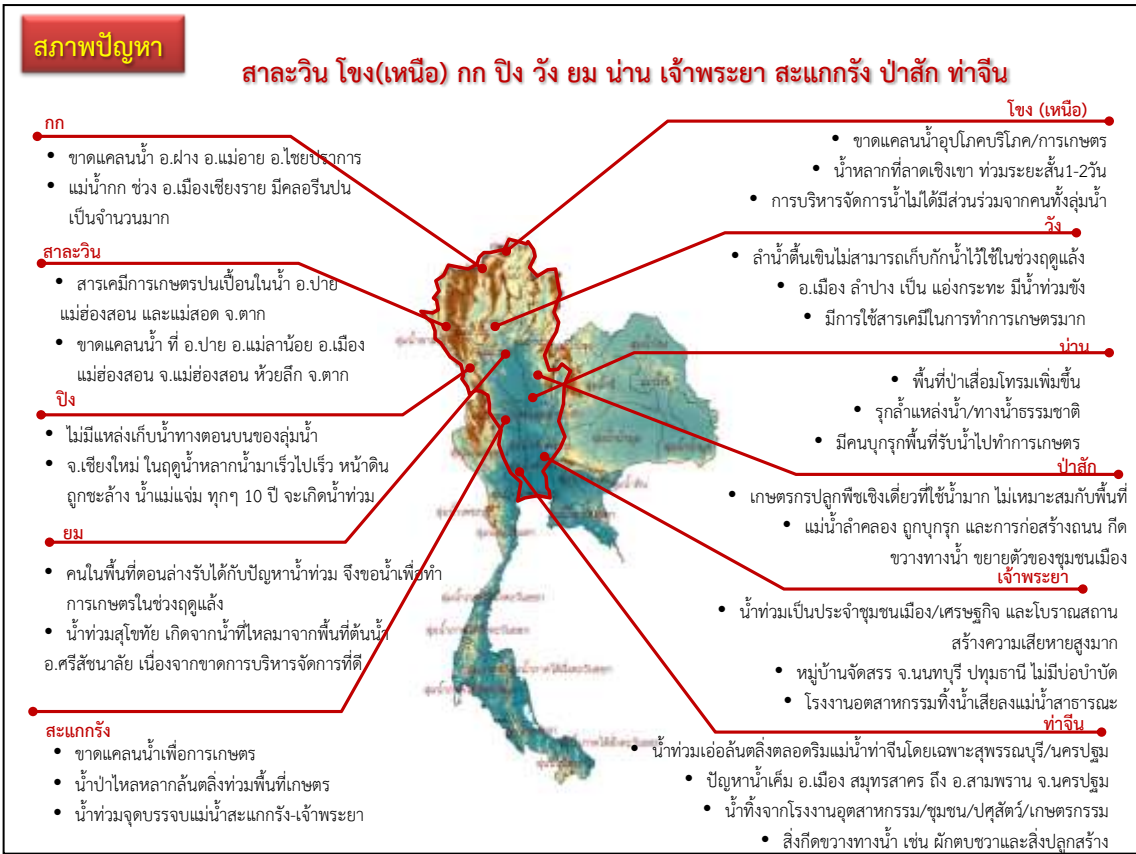 สภาพปัญหา
สาละวิน โขง(เหนือ) กก ปิง วัง ยม น่าน เจ้าพระยา สะแกกรัง ป่าสัก ท่าจีน
กก
• ขาดแคลนน้ำ อ.ฝาง อ.แม่อาย อ.ไชยปราการ
• แม่น้ำกก ช่วง อ.เมืองเชียงราย มีคลอรีนปน
เป็นจำนวนมาก
สาละวิน
• สารเคมีการเกษตรปนเปื้อนในน้ำ อ.ปาย
แม่ฮ่องสอน และแม่สอด จ.ตาก
• ขาดแคลนน้ำ ที่ อ.ปาย อ.แม่ลาน้อย อ.เมือง
แม่ฮ่องสอน จ.แม่ฮ่องสอน ห้วยลึก จ.ตาก
ปิง
• ไม่มีแหล่งเก็บน้ำทางตอนบนของลุ่มน้ำ
• จ.เชียงใหม่ ในฤดูน้ำหลากน้ำมาเร็วไปเร็ว หน้าดิน
ถูกชะล้าง น้ำแม่แจ่ม ทุกๆ 10 ปี จะเกิดน้ำท่วม
ยม
• คนในพื้นที่ตอนล่างรับได้กับปัญหาน้ำท่วม จึงขอน้ำเพื่อทำ
การเกษตรในช่วงฤดูแล้ง
• น้ำท่วมสุโขทัย เกิดจากน้ำที่ไหลมาจากพื้นที่ต้นน้ำ
อ.ศรีสัชนาลัย เนื่องจากขาดการบริหารจัดการที่ดี
สะแกกรัง
• ขาดแคลนน้ำเพื่อการเกษตร
• น้ำป่าไหลหลากล้นตลิ่งท่วมพื้นที่เกษตร
• น้ำท่วมจุดบรรจบแม่น้ำสะแกกรัง-เจ้าพระยา
โขง (เหนือ)
• ขาดแคลนน้ำอุปโภคบริโภค/การเกษตร
• น้ำหลากที่ลาดเชิงเขา ท่วมระยะสั้น1-2วัน
• การบริหารจัดการน้ำไม่ได้มีส่วนร่วมจากคนทั้งลุ่มน้ำ
วัง
• ลำน้ำตื้นเขินไม่สามารถเก็บกักน้ำไว้ใช้ในช่วงฤดูแล้ง
• อ.เมือง ลำปาง เป็น แอ่งกระทะ มีน้ำท่วมขัง
• มีการใช้สารเคมีในการทำการเกษตรมาก
น่าน
• พื้นที่ป่าเสื่อมโทรมเพิ่มขึ้น
• รุกล้ำแหล่งน้ำ/ทางน้ำธรรมชาติ
• มีคนบุกรุกพื้นที่รับน้ำไปทำการเกษตร
ป่าสัก
• เกษตรกรปลูกพืชเชิงเดี่ยวที่ใช้น้ำมาก ไม่เหมาะสมกับพื้นที่
• แม่น้ำลำคลอง ถูกบุกรุก และการก่อสร้างถนน กีด
ขวางทางน้ำ ขยายตัวของชุมชนเมือง
เจ้าพระยา
• น้ำท่วมเป็นประจำชุมชนเมือง/เศรษฐกิจ และโบราณสถาน
สร้างความเสียหายสูงมาก
• หมู่บ้านจัดสรร จ.นนทบุรี ปทุมธานี ไม่มีบ่อบำบัด
• โรงงานอุตสาหกรรมทิ้งน้ำเสียลงแม่น้ำสาธารณะ
ท่าจีน
• น้ำท่วมเอ่อล้นตลิ่งตลอดริมแม่น้ำท่าจีนโดยเฉพาะสุพรรณบุรี/นครปฐม
• ปัญหาน้ำเค็ม อ.เมือง สมุทรสาคร ถึง อ.สามพราน จ.นครปฐม
• น้ำทิ้งจากโรงงานอุตสาหกรรม/ชุมชน/ปศุสัตว์/เกษตรกรรม
• สิ่งกีดขวางทางน้ำ เช่น ผักตบชวาและสิ่งปลูกสร้าง